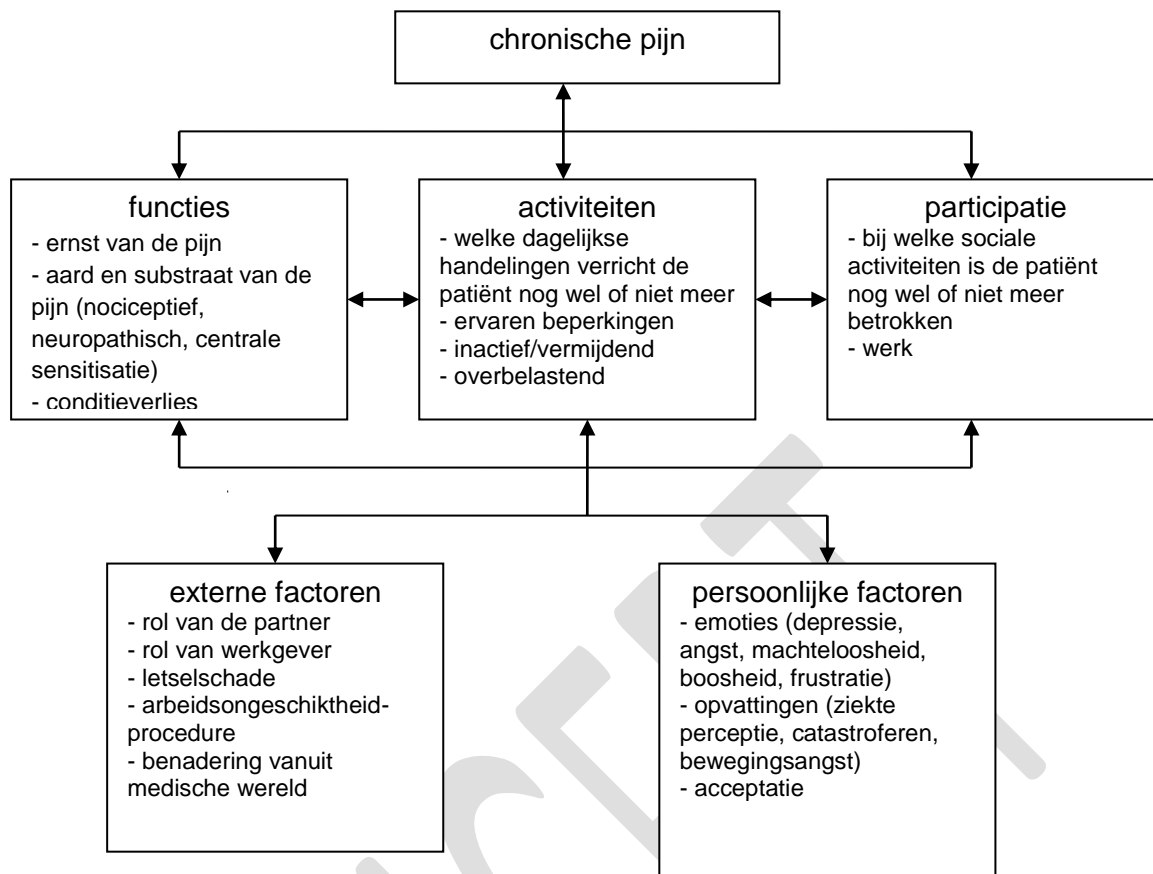 chronische pijn
functies
- ernst van de pijn
- aard en substraat van de
pijn (nociceptief,
neuropathisch, centrale
sensitisatie)
- conditieverlies
activiteiten
- welke dagelijkse
handelingen verricht de
patiënt nog wel of niet meer
- ervaren beperkingen
- inactief/vermijdend
- overbelastend
participatie
- bij welke sociale
activiteiten is de patiënt
nog wel of niet meer
betrokken
- werk
externe factoren
- rol van de partner
- rol van werkgever
- letselschade
- arbeidsongeschiktheid-
procedure
- benadering vanuit
medische wereld
persoonlijke factoren
- emoties (depressie,
angst, machteloosheid,
boosheid, frustratie)
- opvattingen (ziekte
perceptie, catastroferen,
bewegingsangst)
- acceptatie